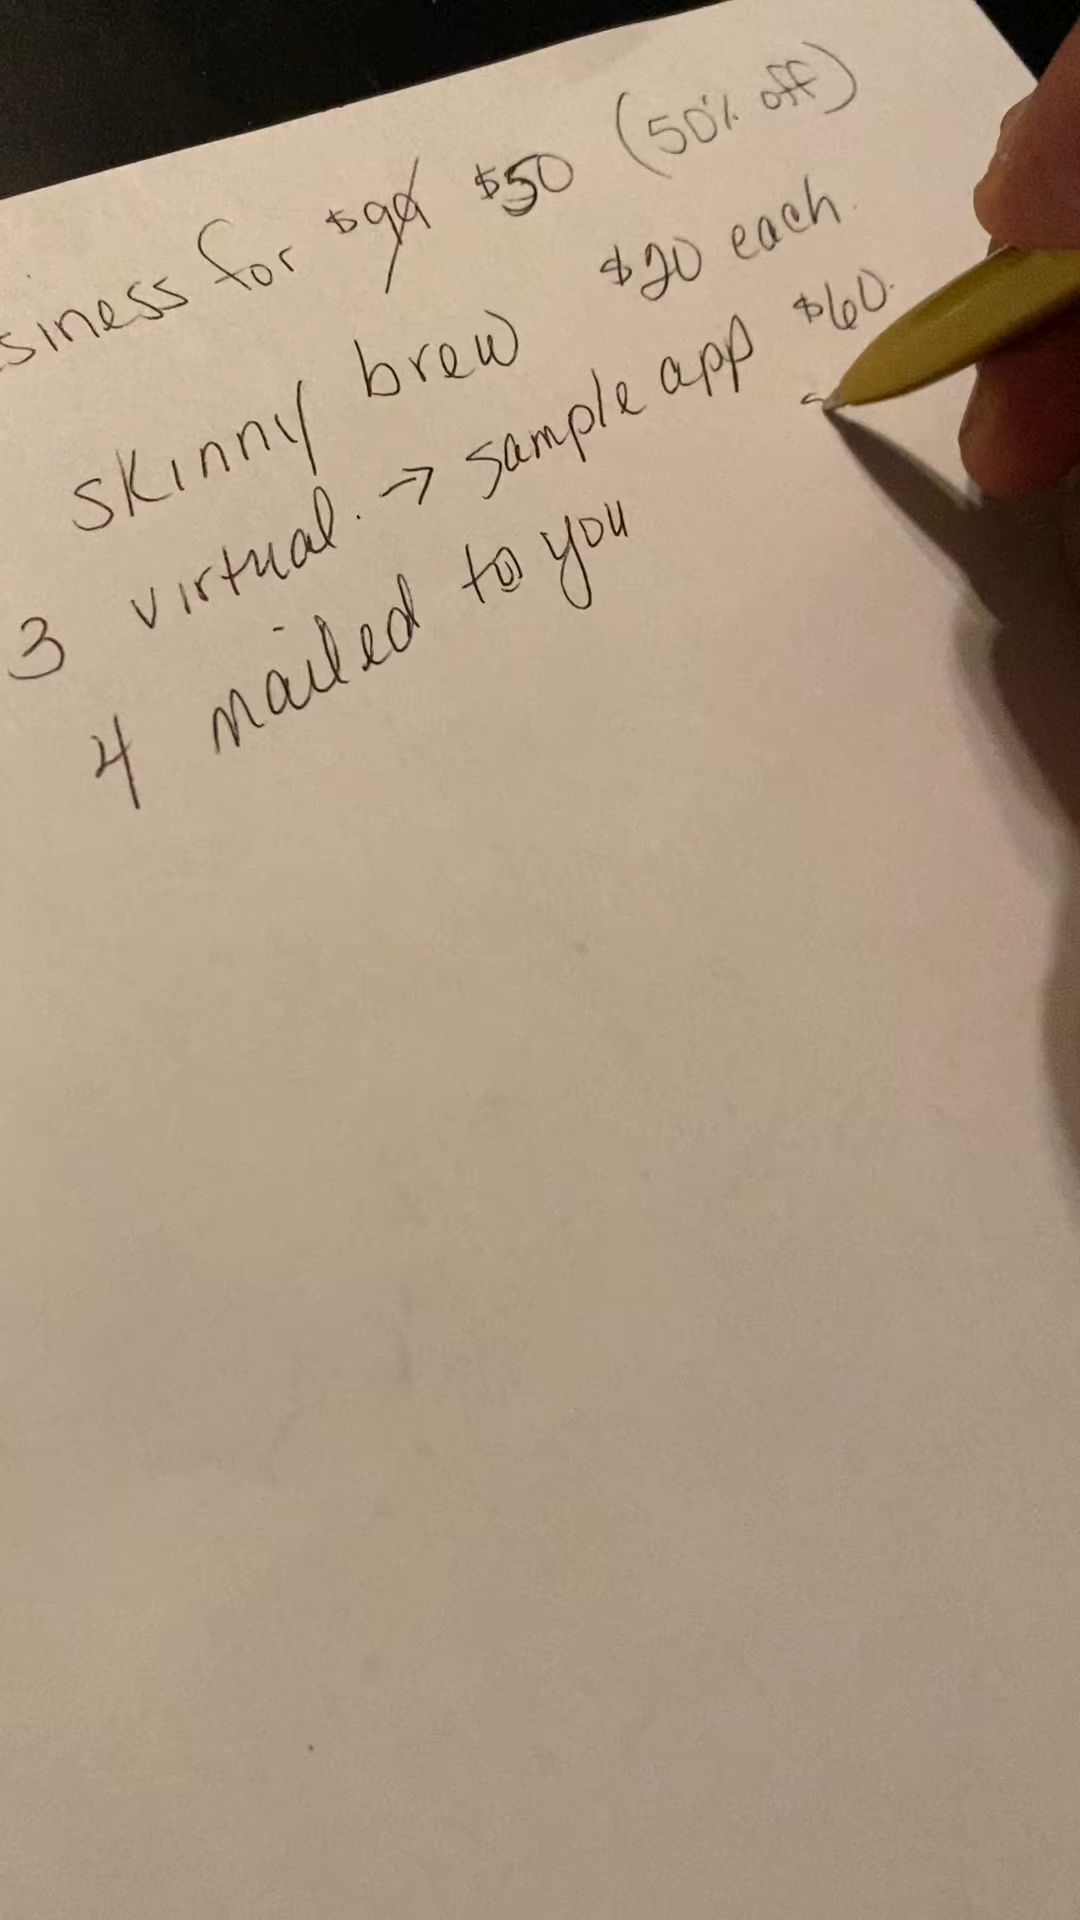 siness for $99 $50 (50% off)
skinny brew $20 each
3 virtual. → sample app $60.
4 mailed to you